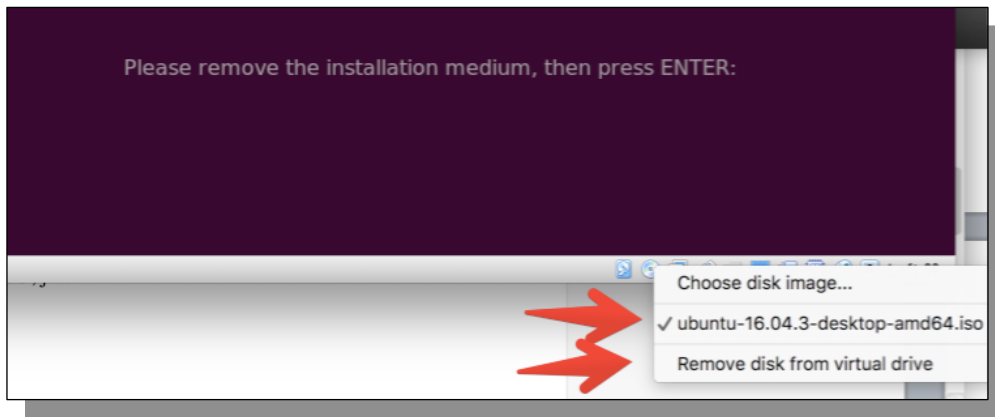 Please remove the installation medium, then press ENTER:
Choose disk image...
✓ ubuntu-16.04.3-desktop-amd64.iso
Remove disk from virtual drive